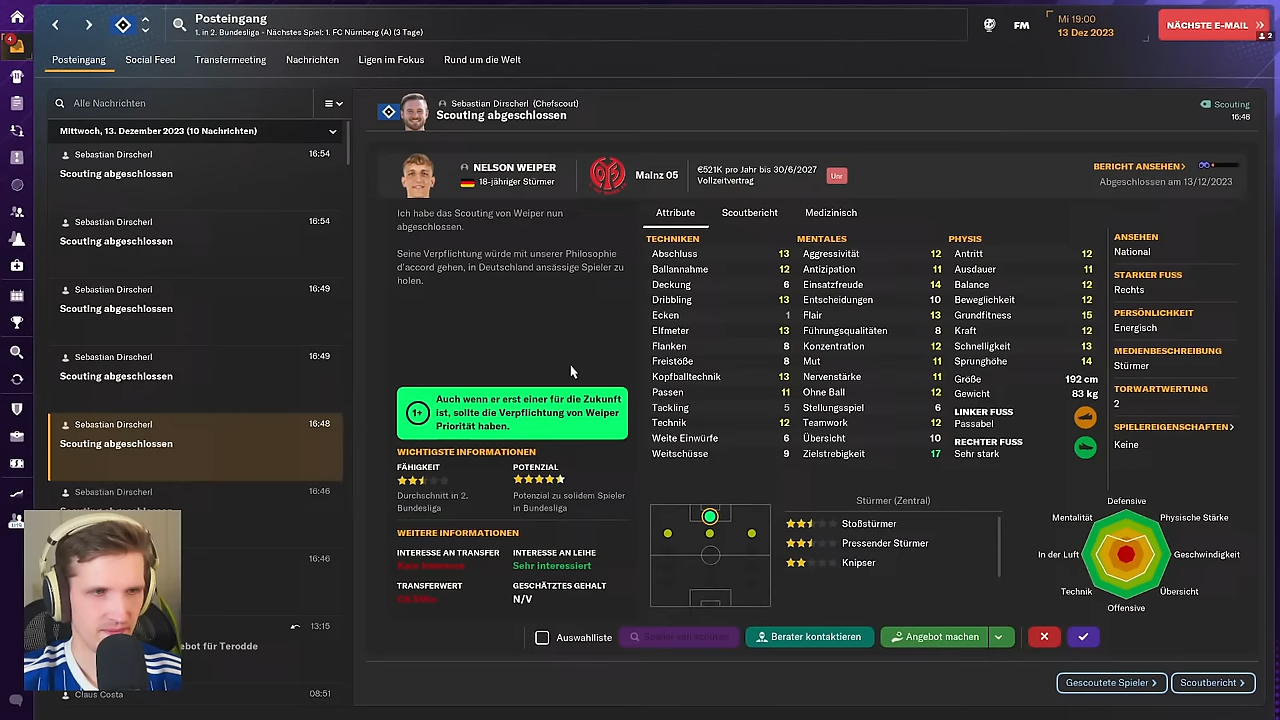 Posteingang
1. in 2. Bundesliga - Nächstes Spiel: 1. FC Nürnberg (A) (3 Tage)
FM
Mi 19:00
13 Dez 2023
NÄCHSTE E-MAIL
2
4
Posteingang
Social Feed
Transfermeeting
Nachrichten
Ligen im Fokus
Rund um die Welt
Alle Nachrichten
Mittwoch, 13. Dezember 2023 (10 Nachrichten)
Sebastian Dirscherl 16:54
Scouting abgeschlossen
Sebastian Dirscherl 16:54
Scouting abgeschlossen
Sebastian Dirscherl 16:49
Scouting abgeschlossen
Sebastian Dirscherl 16:49
Scouting abgeschlossen
Sebastian Dirscherl 16:48
Scouting abgeschlossen
Sebastian Dirscherl 16:46
16:46
13:15
ebot für Terodde
Claus Costa 08:51
Sebastian Dirscherl (Chefscout)
Scouting abgeschlossen
Scouting
16:48
NELSON WEIPER
18-jähriger Stürmer
Mainz 05
€521K pro Jahr bis 30/6/2027
Vollzeitvertrag
Unr
BERICHT ANSEHEN
Abgeschlossen am 13/12/2023
Ich habe das Scouting von Weiper nun
abgeschlossen.
Seine Verpflichtung würde mit unserer Philosophie
d'accord gehen, in Deutschland ansässige Spieler zu
holen.
1+
Auch wenn er erst einer für die Zukunft
ist, sollte die Verpflichtung von Weiper
Priorität haben.
WICHTIGSTE INFORMATIONEN
FÄHIGKEIT
POTENZIAL
Durchschnitt in 2.
Bundesliga
Potenzial zu solidem Spieler
in Bundesliga
WEITERE INFORMATIONEN
INTERESSE AN TRANSFER
INTERESSE AN LEIHE
Sehr interessiert
TRANSFERWERT
GESCHÄTZTES GEHALT
N/V
Attribute
Scoutbericht
Medizinisch
TECHNIKEN
Abschluss 13
Ballannahme 12
Deckung 6
Dribbling 13
Ecken 1
Elfmeter 13
Flanken 8
Freistöße 8
Kopfballtechnik 13
Passen 11
Tackling 5
Technik 12
Weite Einwürfe 6
Weitschüsse 9
MENTALES
Aggressivität 12
Antizipation 11
Einsatzfreude 14
Entscheidungen 10
Flair 13
Führungsqualitäten 8
Konzentration 12
Mut 11
Nervenstärke 11
Ohne Ball 12
Stellungsspiel 6
Teamwork 12
Übersicht 10
Zielstrebigkeit 17
PHYSIS
Antritt 12
Ausdauer 11
Balance 12
Beweglichkeit 12
Grundfitness 15
Kraft 12
Schnelligkeit 13
Sprunghöhe 14
Größe 192 cm
Gewicht 83 kg
LINKER FUSS
Passabel
RECHTER FUSS
Sehr stark
ANSEHEN
National
STARKER FUSS
Rechts
PERSÖNLICHKEIT
Energisch
MEDIENBESCHREIBUNG
Stürmer
TORWARTWERTUNG
2
SPIELEREIGENSCHAFTEN
Keine
Stürmer (Zentral)
Stoßstürmer
Pressender Stürmer
Knipser
Defensive
Mentalität
Physische Stärke
In der Luft
Geschwindigkeit
Technik
Übersicht
Offensive
Auswahlliste
Berater kontaktieren
Angebot machen
Gescoutete Spieler
Scoutbericht